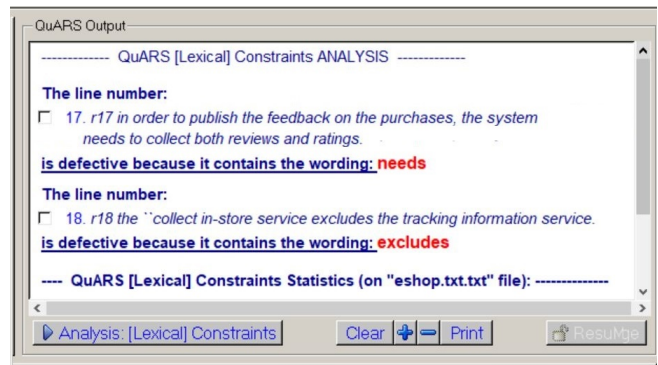 QuARS Output
------------- QuARS [Lexical] Constraints ANALYSIS -------------
The line number:
17. r17 in order to publish the feedback on the purchases, the system
needs to collect both reviews and ratings.
is defective because it contains the wording: needs
The line number:
18. r18 the ``collect in-store service excludes the tracking information service.
is defective because it contains the wording: excludes
---- QuARS [Lexical] Constraints Statistics (on "eshop.txt.txt" file): --------------
Analysis: [Lexical] Constraints Clear Print